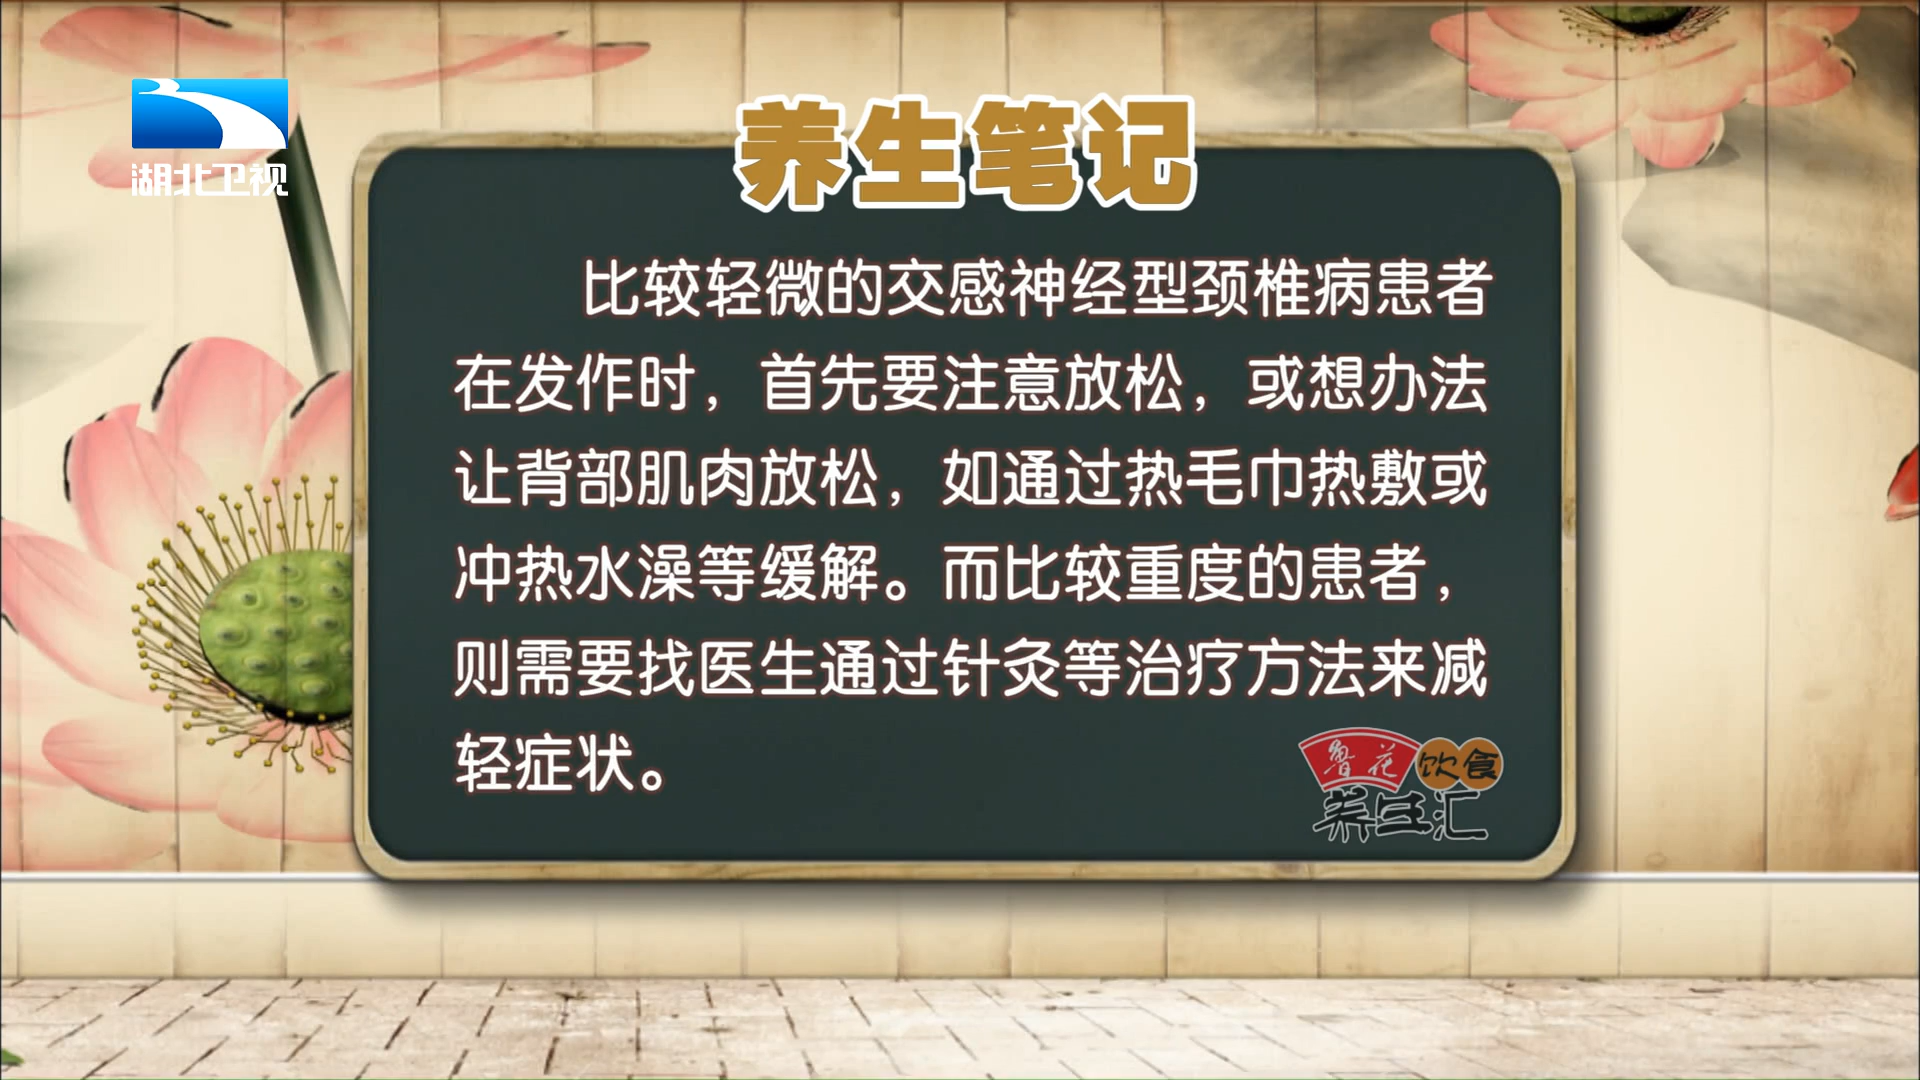 湖北卫视
养生笔记
比较轻微的交感神经型颈椎病患者
在发作时，首先要注意放松，或想办法
让背部肌肉放松，如通过热毛巾热敷或
冲热水澡等缓解。而比较重度的患者，
则需要找医生通过针灸等治疗方法来减
轻症状。
鲁花 饮食
养生汇